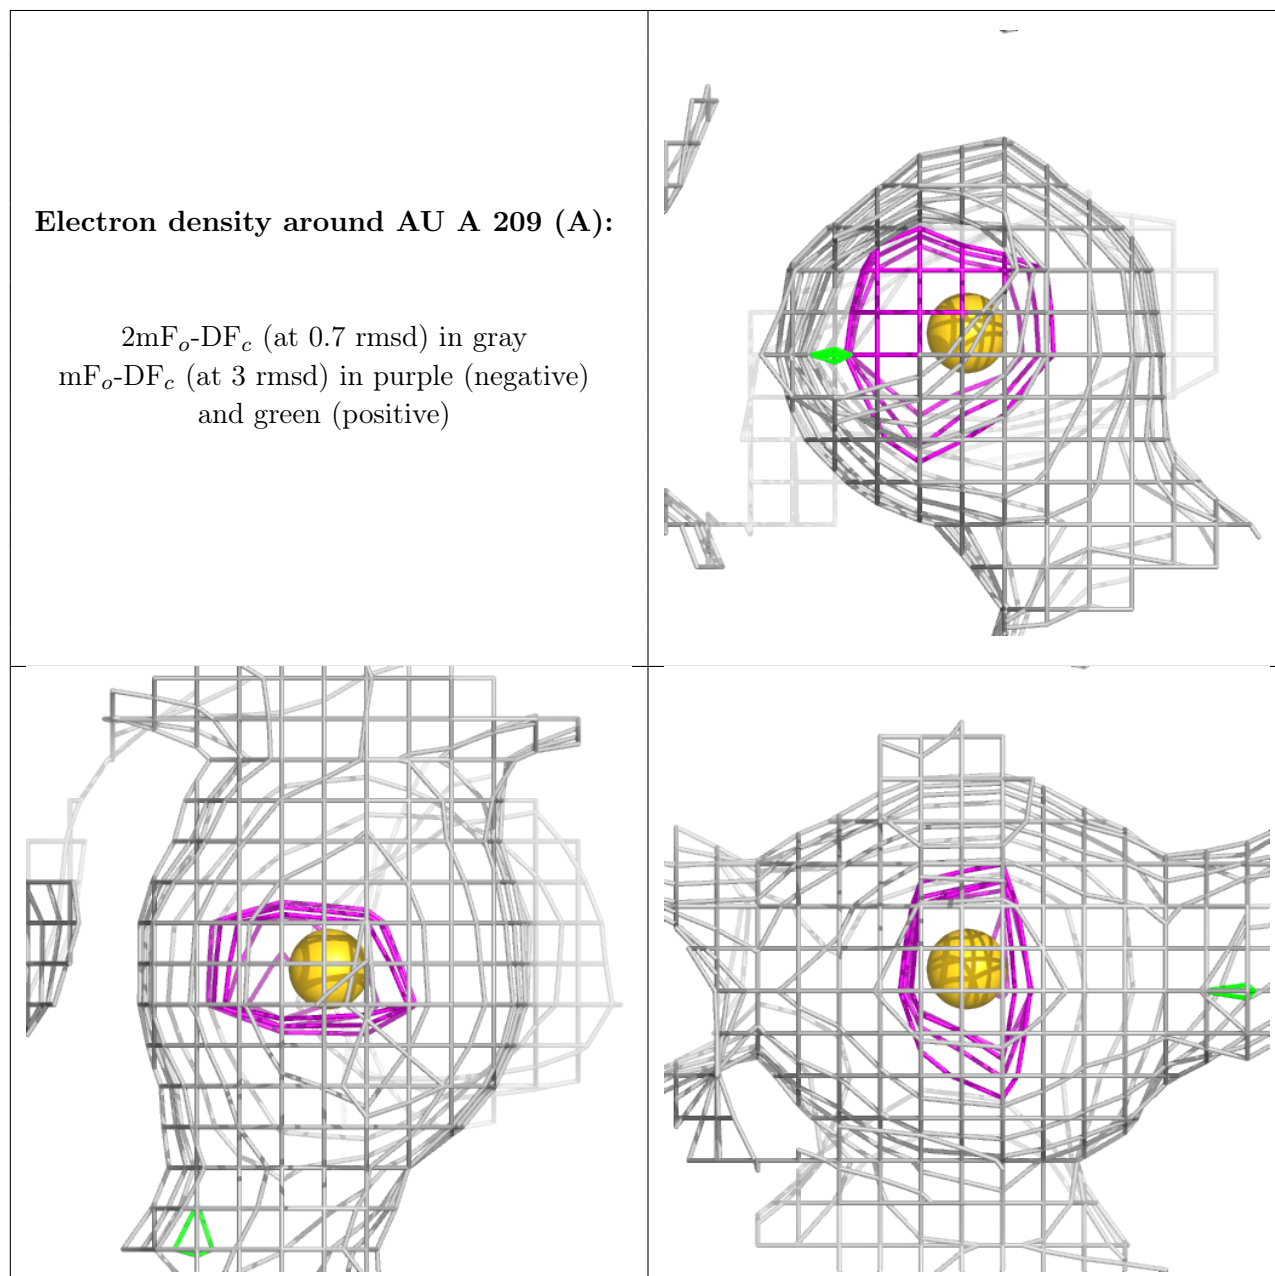 Electron density around AU A 209 (A):
2mFo-DFc (at 0.7 rmsd) in gray
mFo-DFc (at 3 rmsd) in purple (negative)
and green (positive)